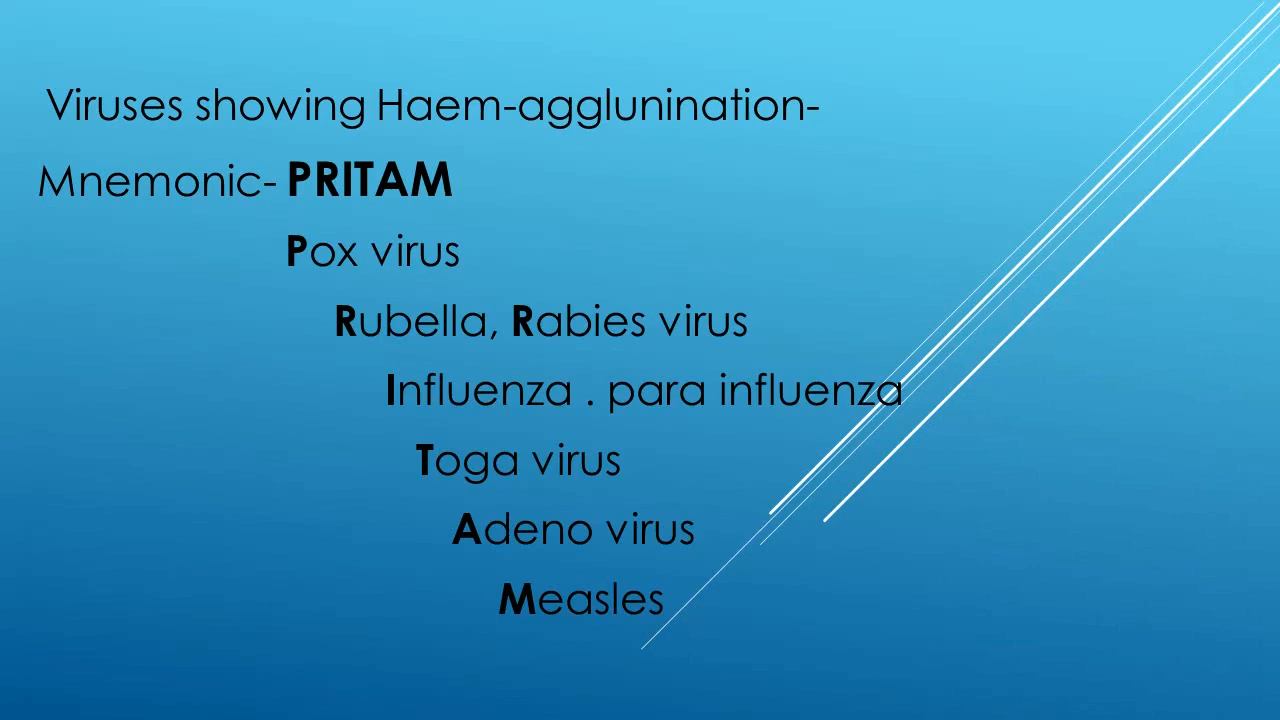 Viruses showing Haem-agglunination-
Mnemonic- PRITAM
Pox virus
Rubella, Rabies virus
Influenza . para influenza
Toga virus
Adeno virus
Measles